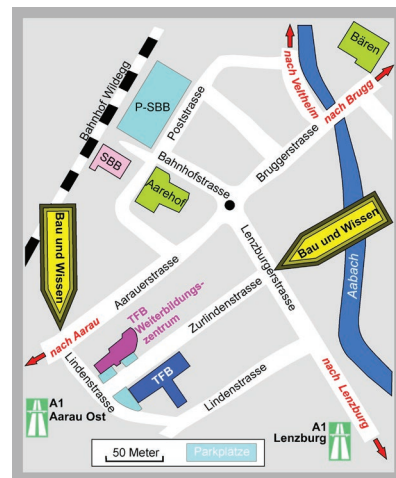 Bären
nach Veltheim
nach Brugg
Bahnhof Wildegg
P-SBB
Poststrasse
SBB
Bahnhofstrasse
Bruggerstrasse
Aarehof
Bau und Wissen
Bau und Wissen
Aarauerstrasse
Lenzburgerstrasse
Aabach
TFB
Weiterbildungs-
zentrum
Zurlindenstrasse
nach Aarau
Lindenstrasse
TFB
Lindenstrasse
nach Lenzburg
A1
Aarau Ost
A1
Lenzburg
50 Meter
Parkplätze